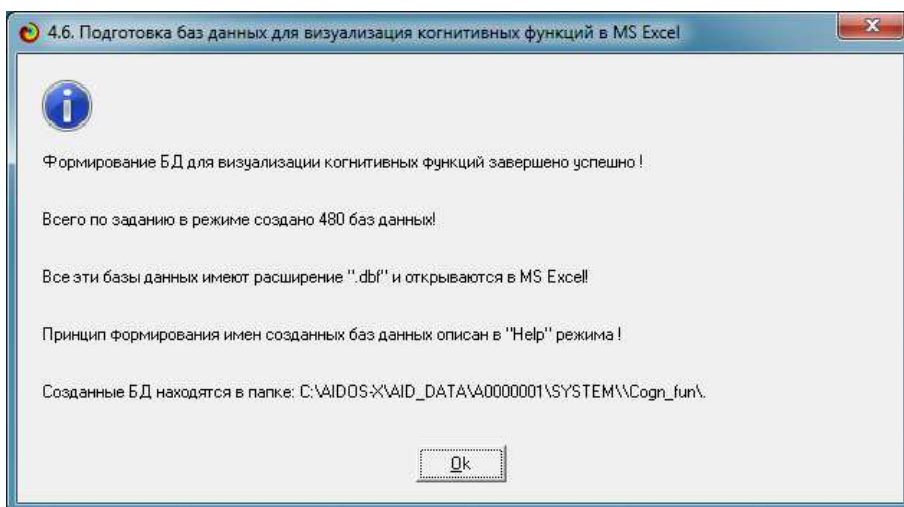 4.6. Подготовка баз данных для визуализация когнитивных функций в MS Excel
Формирование БД для визуализации когнитивных функций завершено успешно !
Всего по заданию в режиме создано 480 баз данных!
Все эти базы данных имеют расширение ".dbf" и открываются в MS Excel!
Принцип формирования имен созданных баз данных описан в "Help" режима !
Созданные БД находятся в папке: C:\AIDOS-X\AID_DATA\A0000001\SYSTEM\\Cogn_fun\.
Ok